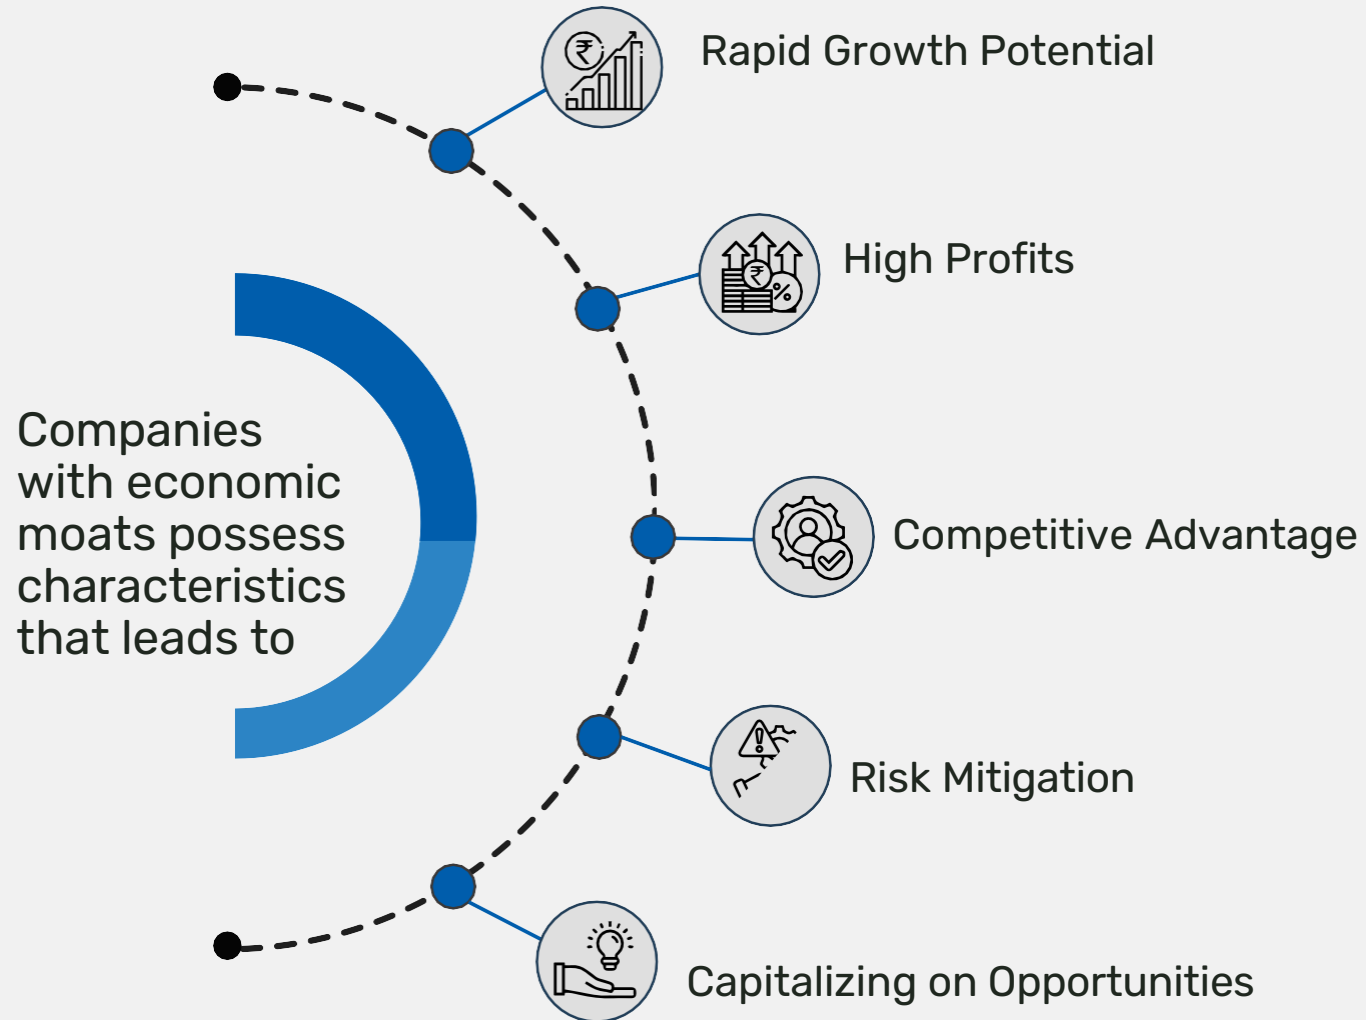 Rapid Growth Potential
High Profits
Companies
with economic
moats possess
characteristics
that leads to
Competitive Advantage
Risk Mitigation
Capitalizing on Opportunities